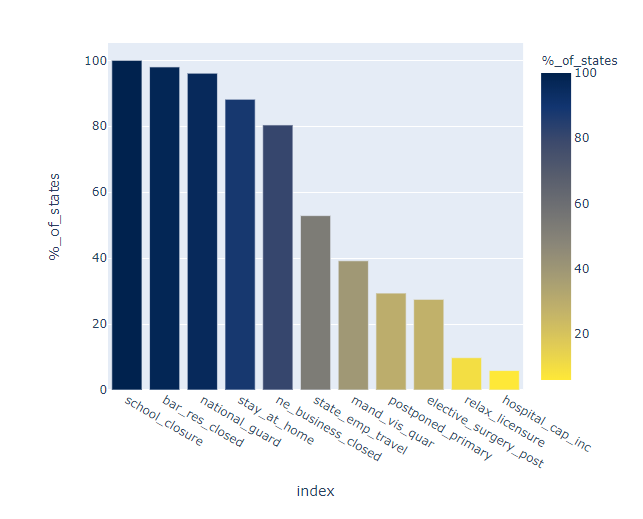 %_of_states
100
80
60
40
20
0
%_of_states
100
80
60
40
20
school_closure
bar_res_closed
national_guard
stay_at_home
ne_business_closed
state_emp_travel
mand_vis_quar
postponed_primary
elective_surgery_post
relax_licensure
hospital_cap_inc
index